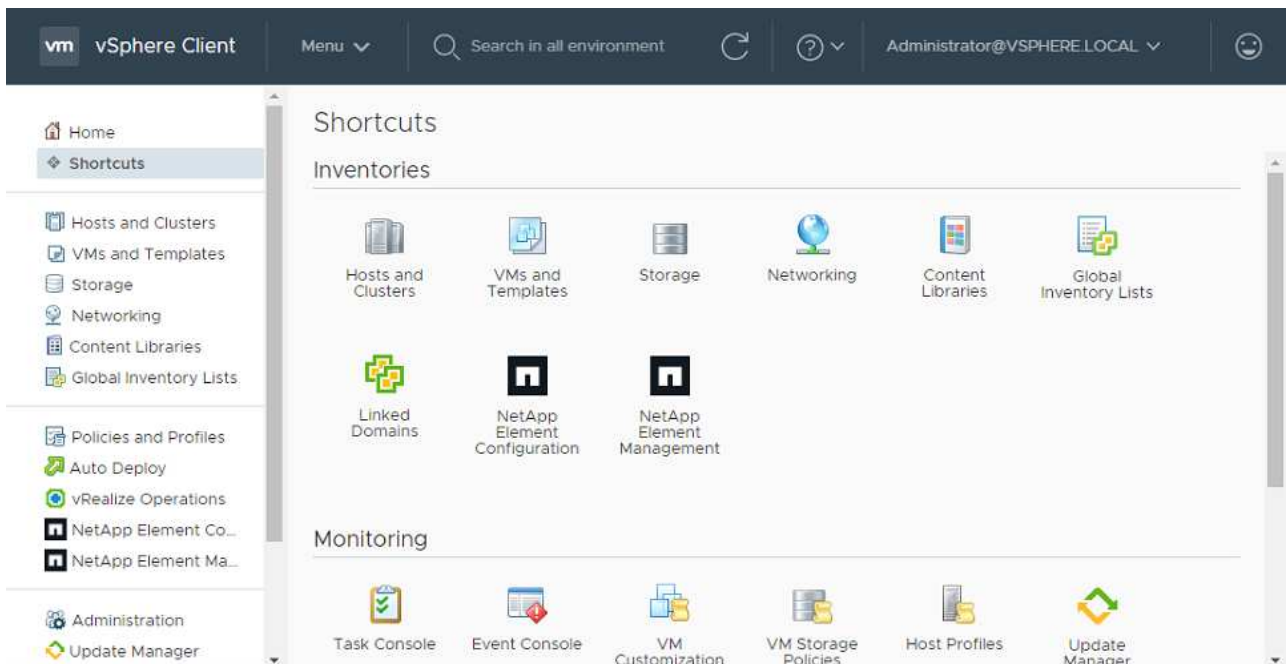 vm vSphere Client Menu Search in all environment Administrator@VSPHERE.LOCAL
Home
Shortcuts
Hosts and Clusters
VMs and Templates
Storage
Networking
Content Libraries
Global Inventory Lists
Policies and Profiles
Auto Deploy
vRealize Operations
NetApp Element Co...
NetApp Element Ma...
Administration
Update Manager
Shortcuts
Inventories
Hosts and
Clusters
VMs and
Templates
Storage
Networking
Content
Libraries
Global
Inventory Lists
Linked
Domains
NetApp
Element
Configuration
NetApp
Element
Management
Monitoring
Task Console
Event Console
VM
Customization
VM Storage
Policies
Host Profiles
Update
Manager